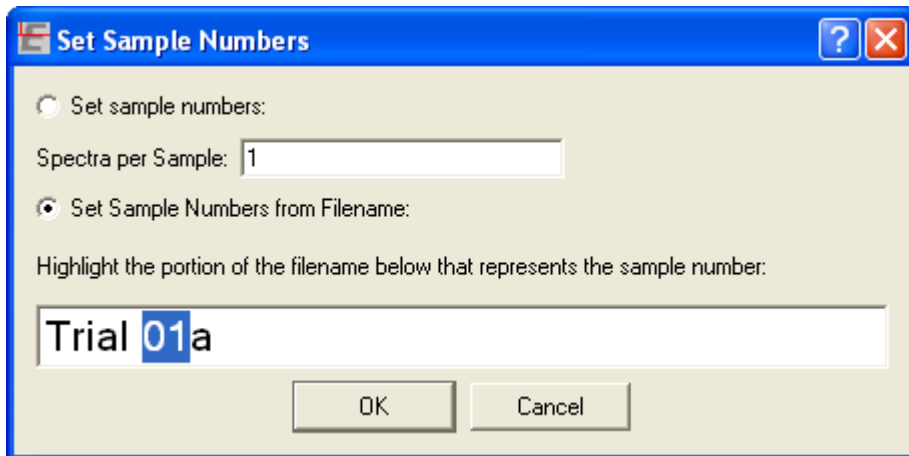 Set Sample Numbers
Set sample numbers:
Spectra per Sample: 1
Set Sample Numbers from Filename:
Highlight the portion of the filename below that represents the sample number:
Trial 01a
OK Cancel